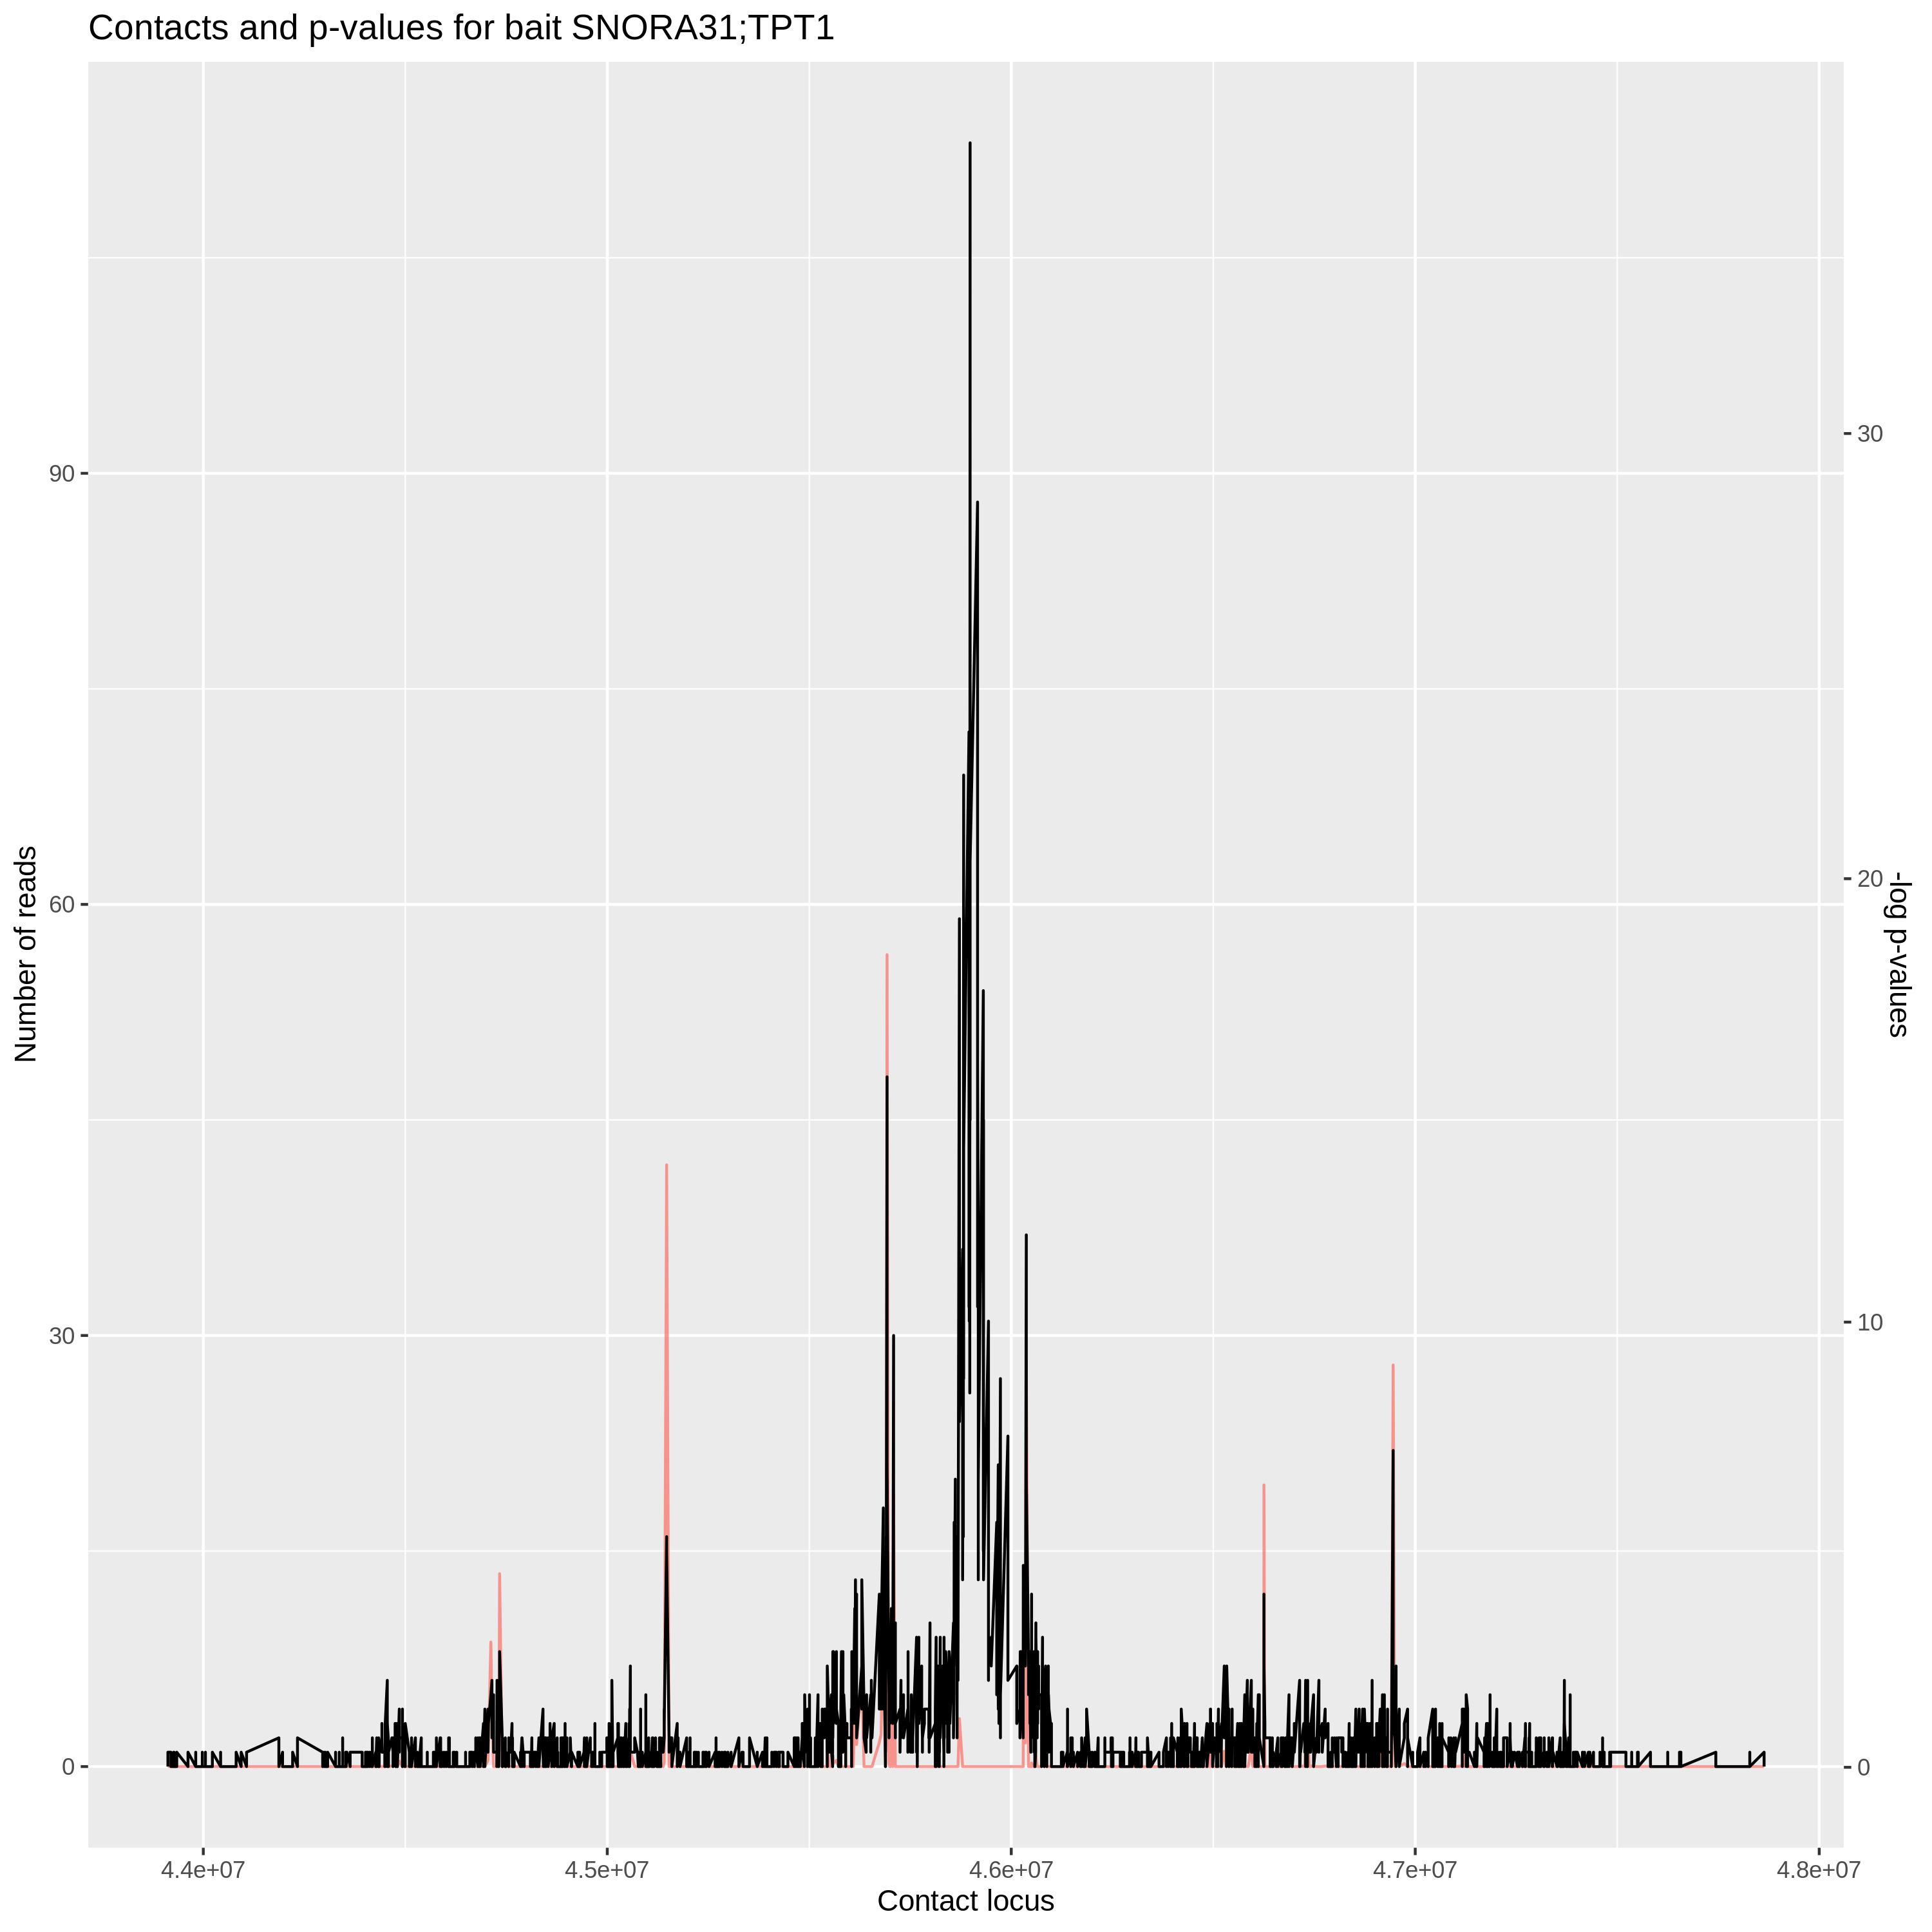 Contacts and p-values for bait SNORA31;TPT1
Number of reads
90
60
30
0
30
20
10
0
-log p-values
4.4e+07
4.5e+07
4.6e+07
4.7e+07
4.8e+07
Contact locus